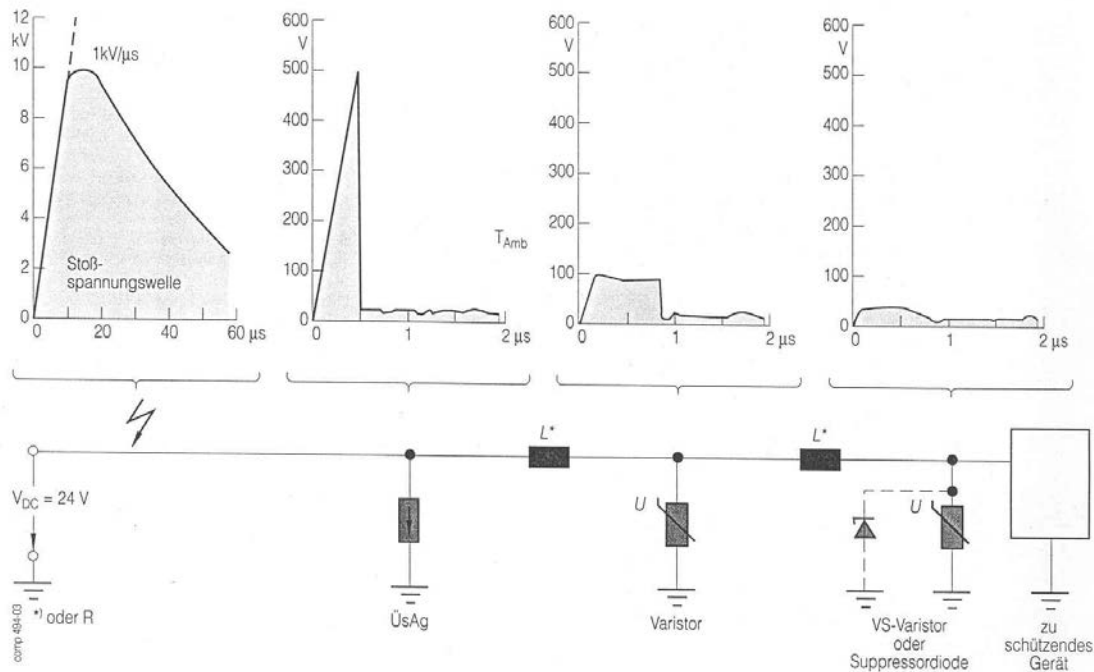 12
kV
10
8
6
4
2
0
1kV/µs
Stoß-
spannungswelle
0
20
40
60 µs
600
V
500
400
300
200
100
0
0
1
2
µs
T_Amb
600
V
500
400
300
200
100
0
0
1
2
µs
600
V
500
400
300
200
100
0
0
1
2
µs
L*
L*
V_DC = 24 V
U
U
*) oder R
ÜsAg
Varistor
VS-Varistor
oder
Suppressordiode
zu
schützendes
Gerät
comp 494-03